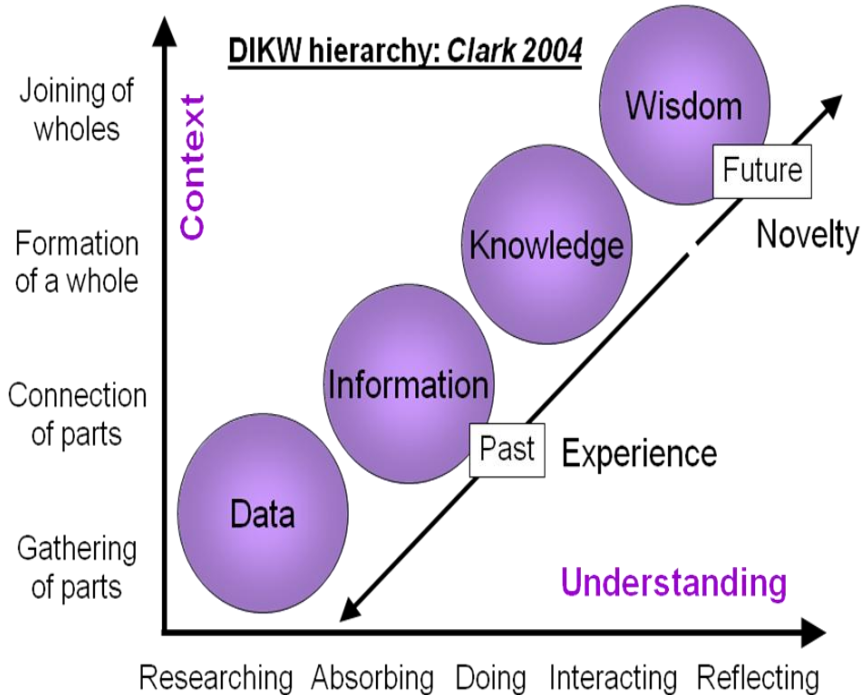 DIKW hierarchy: Clark 2004
Context
Joining of
wholes
Formation
of a whole
Connection
of parts
Gathering
of parts
Wisdom
Future
Novelty
Knowledge
Information
Past
Experience
Data
Understanding
Researching Absorbing Doing Interacting Reflecting